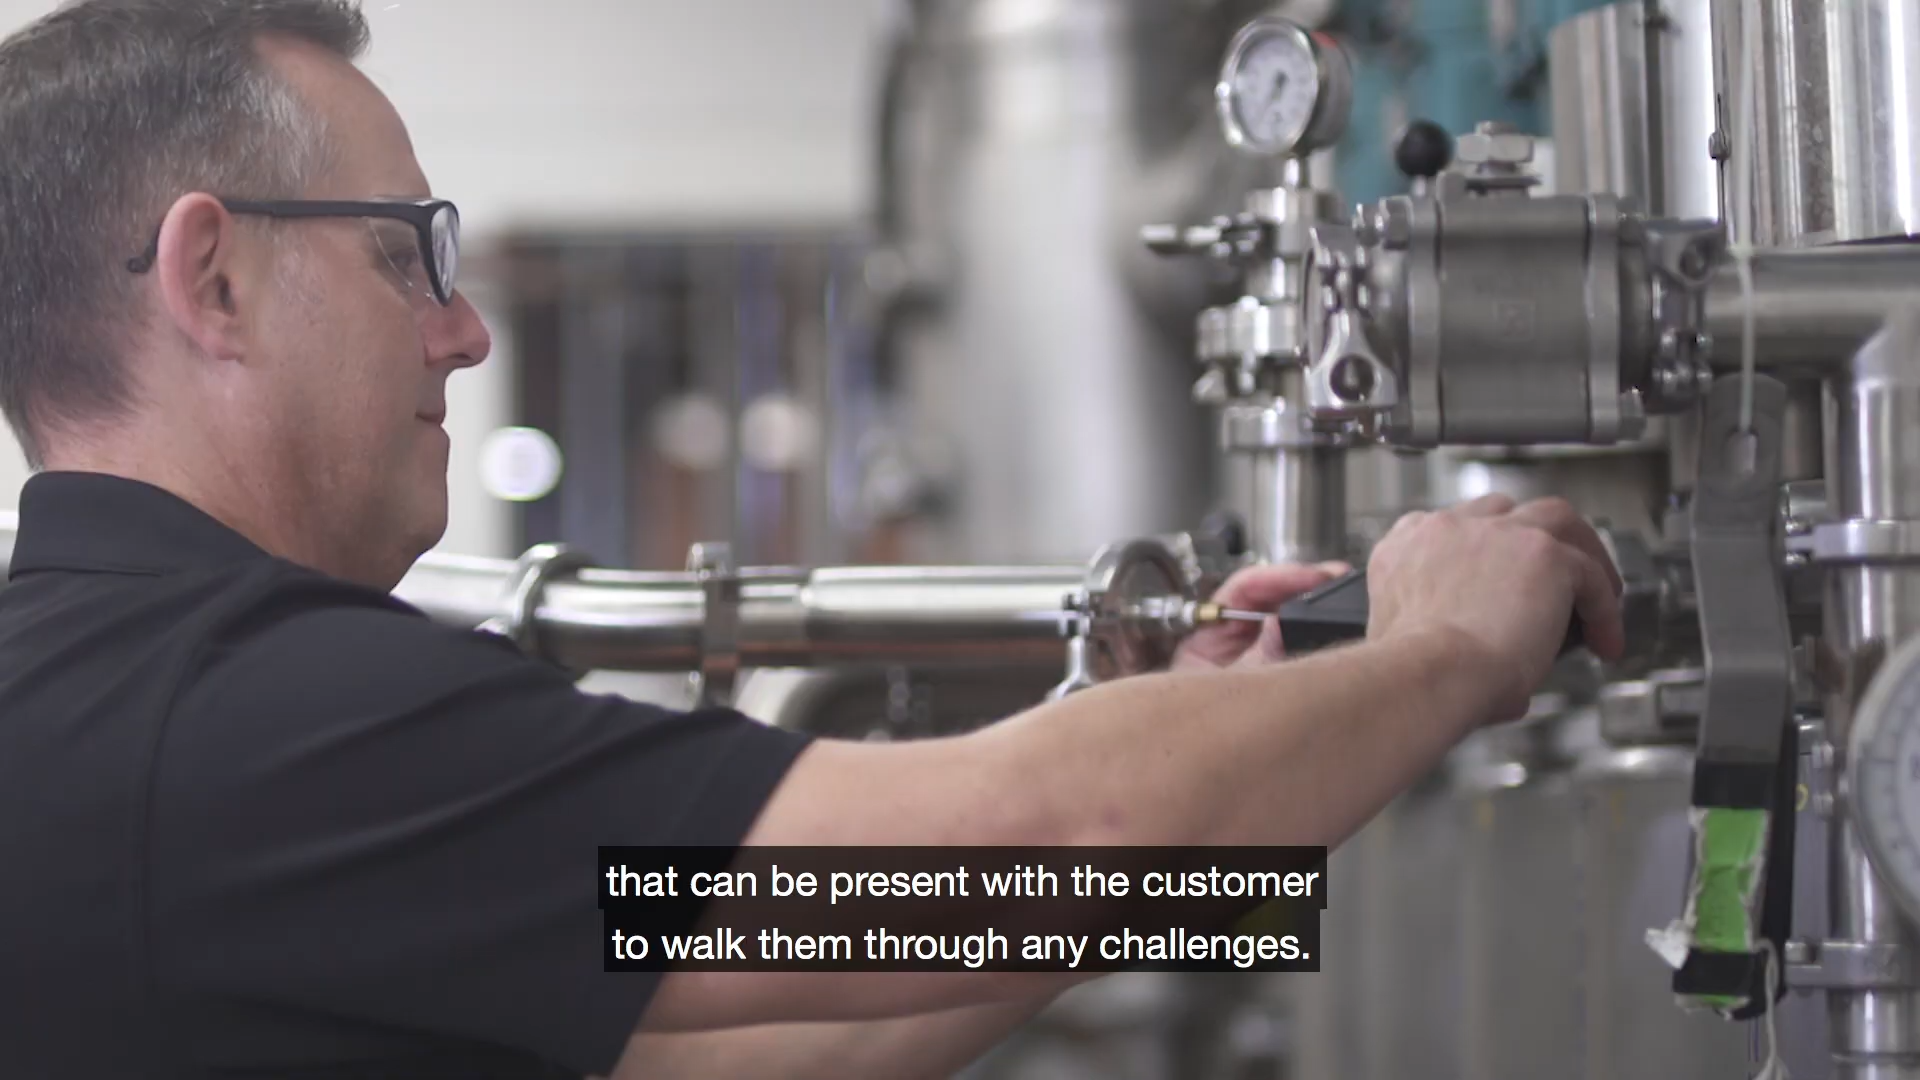 that can be present with the customer
to walk them through any challenges.